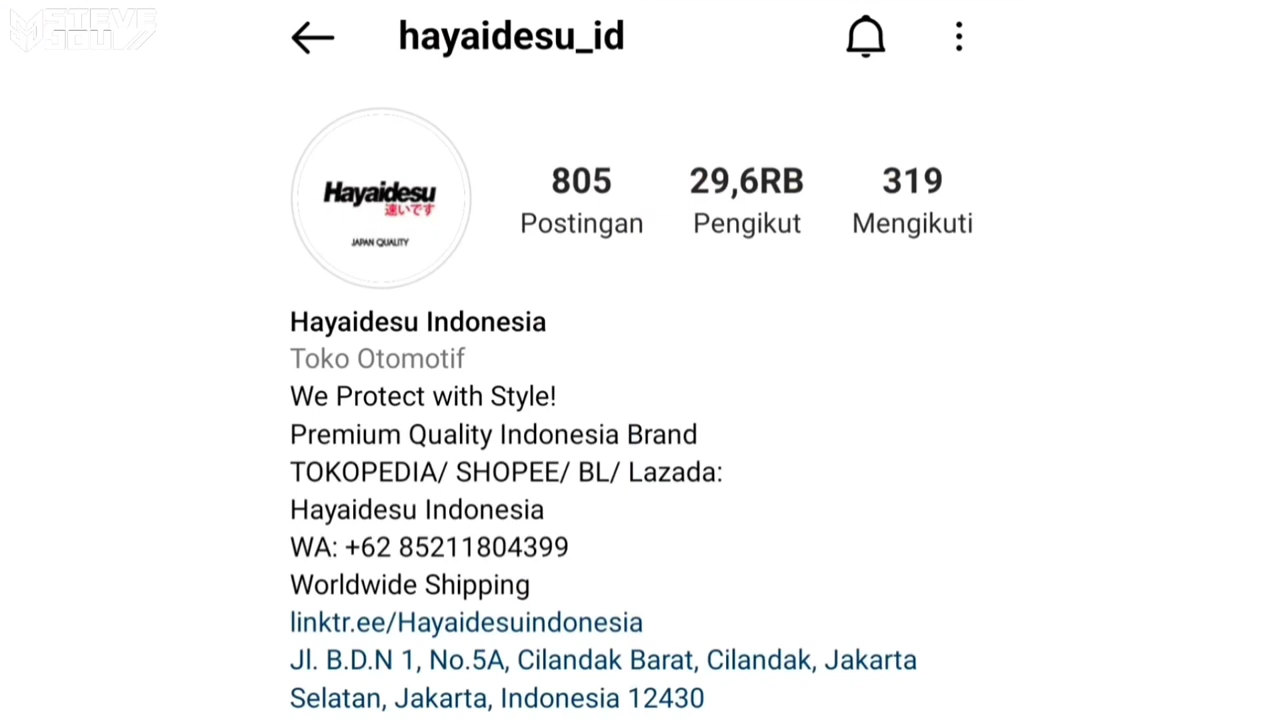 STEVE
hayaidesu_id
Hayaidesu
速いです
JAPAN QUALITY
805 29,6RB 319
Postingan Pengikut Mengikuti
Hayaidesu Indonesia
Toko Otomotif
We Protect with Style!
Premium Quality Indonesia Brand
TOKOPEDIA/ SHOPEE/ BL/ Lazada:
Hayaidesu Indonesia
WA: +62 85211804399
Worldwide Shipping
linktr.ee/Hayaidesuindonesia
Jl. B.D.N 1, No.5A, Cilandak Barat, Cilandak, Jakarta
Selatan, Jakarta, Indonesia 12430